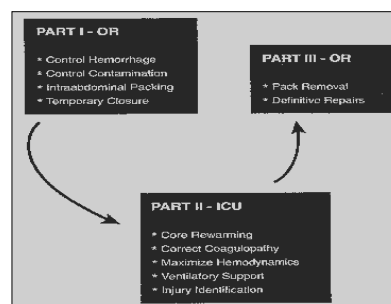 PART I - OR
* Control Hemorrhage
* Control Contamination
* Intraabdominal Packing
* Temporary Closure
PART III - OR
* Pack Removal
* Definitive Repairs
PART II - ICU
* Core Rewarming
* Correct Coagulopathy
* Maximize Hemodynamics
* Ventilatory Support
* Injury Identification